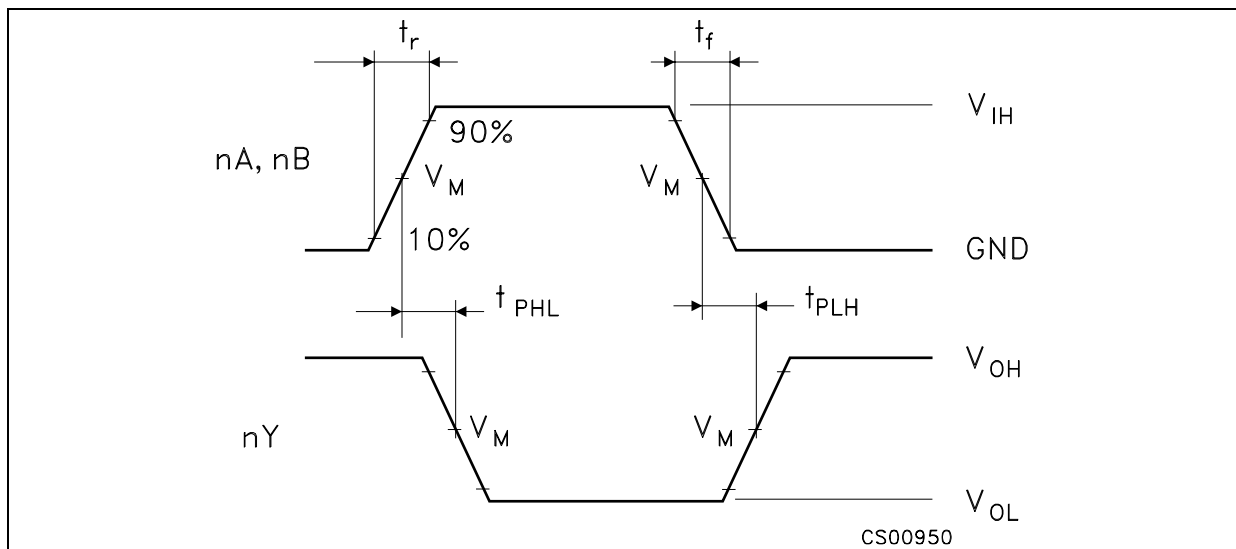 tr tf
VIH
90%
nA, nB VM VM
10% GND
tPHL tPLH
VOH
nY VM VM
VOL
CS00950